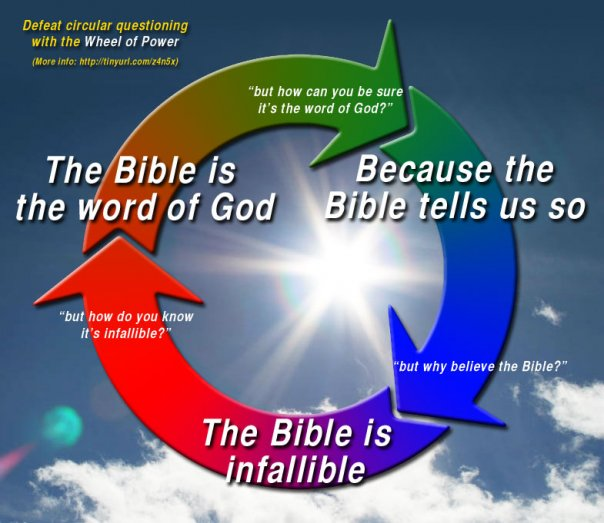 Defeat circular questioning
with the Wheel of Power
(More info: http://tinyurl.com/z4n5x)
“but how can you be sure
it’s the word of God?”
The Bible is
the word of God
Because the
Bible tells us so
“but how do you know
it’s infallible?”
“but why believe the Bible?”
The Bible is
infallible